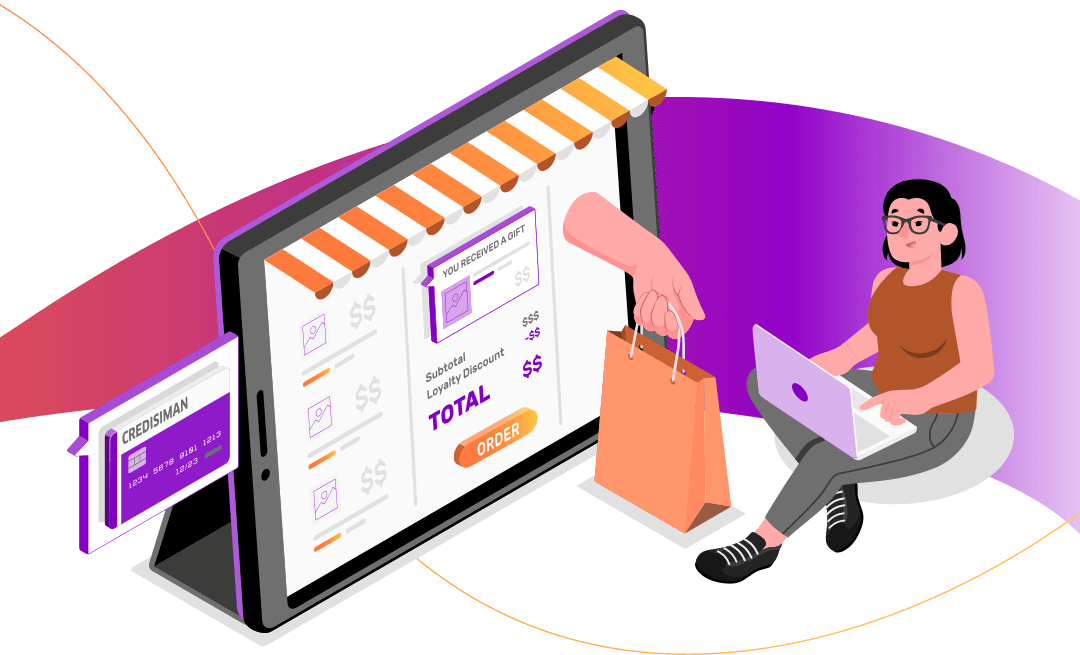 CREDISIMAN
1234 5678 9101 1213
12/23
$$
$$
$$
YOU RECEIVED A GIFT
$$
$$$
Subtotal
-$$
Loyalty Discount
$$
TOTAL
ORDER